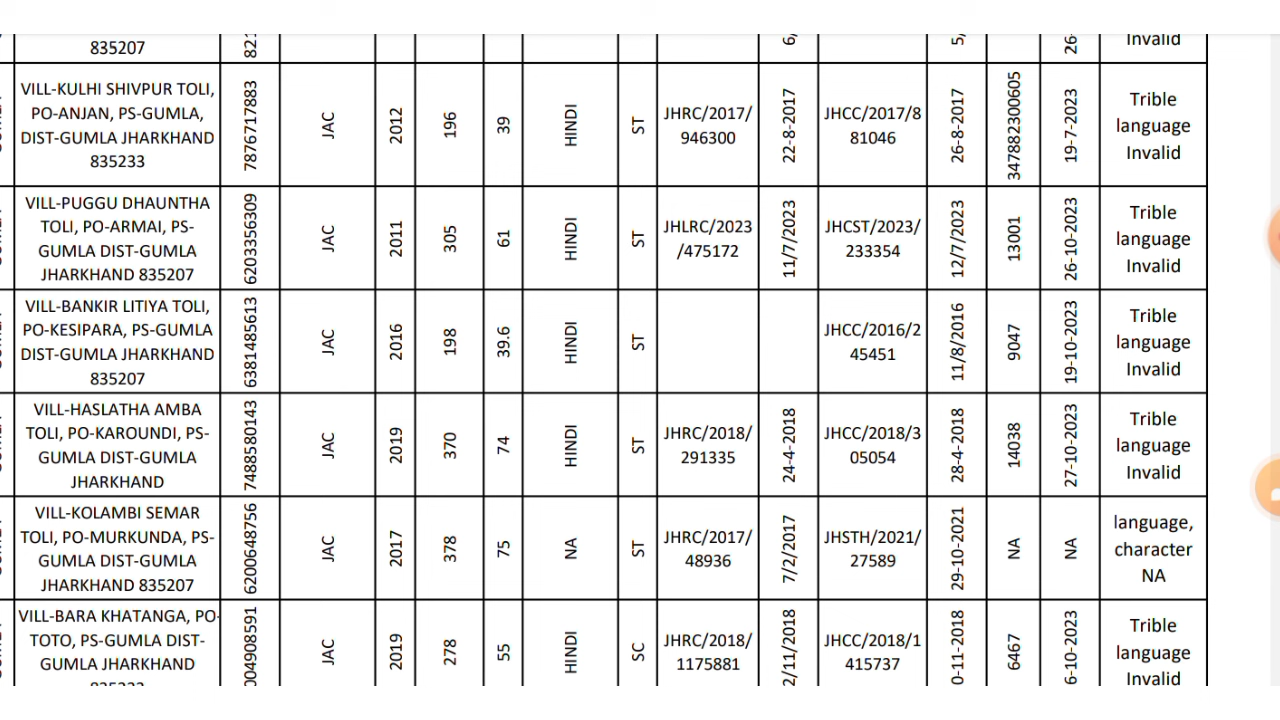 835207
Invalid
VILL-KULHI SHIVPUR TOLI,
PO-ANJAN, PS-GUMLA,
DIST-GUMLA JHARKHAND
835233
7876717883
JAC
2012
196
39
HINDI
ST
JHRC/2017/
946300
22-8-2017
JHCC/2017/8
81046
26-8-2017
34788230​0605
19-7-2023
Trible
language
Invalid
VILL-PUGGU DHAUNTHA
TOLI, PO-ARMAI, PS-
GUMLA DIST-GUMLA
JHARKHAND 835207
6203356309
JAC
2011
305
61
HINDI
ST
JHLRC/2023
/475172
11/7/2023
JHCST/2023/
233354
12/7/2023
13001
26-10-2023
Trible
language
Invalid
VILL-BANKIR LITIYA TOLI,
PO-KESIPARA, PS-GUMLA
DIST-GUMLA JHARKHAND
835207
6381485613
JAC
2016
198
39.6
HINDI
ST
JHCC/2016/2
45451
11/8/2016
9047
19-10-2023
Trible
language
Invalid
VILL-HASLATHA AMBA
TOLI, PO-KAROUNDI, PS-
GUMLA DIST-GUMLA
JHARKHAND
7488580143
JAC
2019
370
74
HINDI
ST
JHRC/2018/
291335
24-4-2018
JHCC/2018/3
05054
28-4-2018
14038
27-10-2023
Trible
language
Invalid
VILL-KOLAMBI SEMAR
TOLI, PO-MURKUNDA, PS-
GUMLA DIST-GUMLA
JHARKHAND 835207
6200648756
JAC
2017
378
75
NA
ST
JHRC/2017/
48936
7/2/2017
JHSTH/2021/
27589
29-10-2021
NA
NA
language,
character
NA
VILL-BARA KHATANGA, PO-
TOTO, PS-GUMLA DIST-
GUMLA JHARKHAND
004908591
JAC
2019
278
55
HINDI
SC
JHRC/2018/
1175881
2/11/2018
JHCC/2018/1
415737
0-11-2018
6467
6-10-2023
Trible
language
Invalid